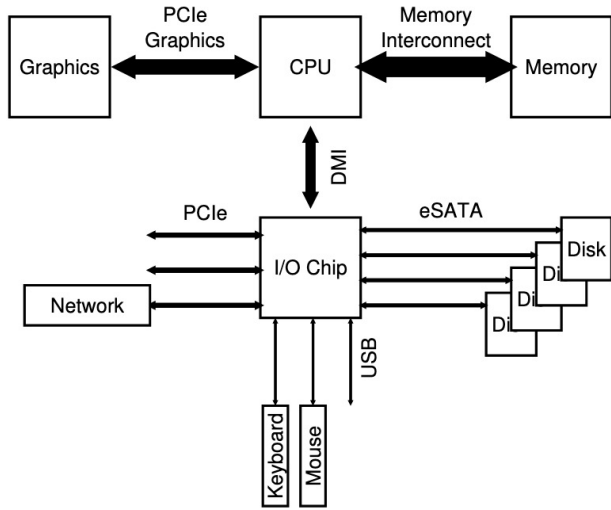 PCIe
Graphics
Memory
Interconnect
Graphics
CPU
Memory
DMI
PCIe
eSATA
I/O Chip
Disk
Di
Di
Di
Network
USB
Keyboard
Mouse